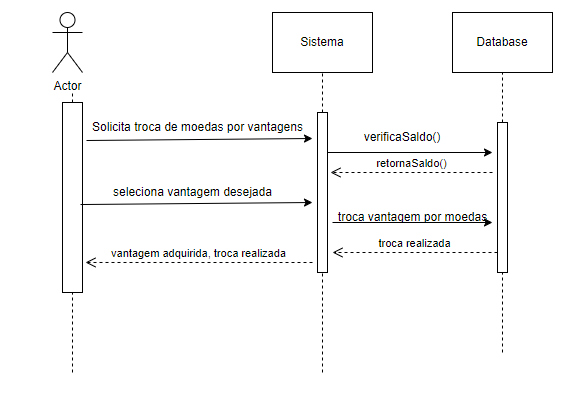 Sistema
Database
Actor
Solicita troca de moedas por vantagens
verificaSaldo()
retornaSaldo()
seleciona vantagem desejada
troca vantagem por moedas
troca realizada
vantagem adquirida, troca realizada